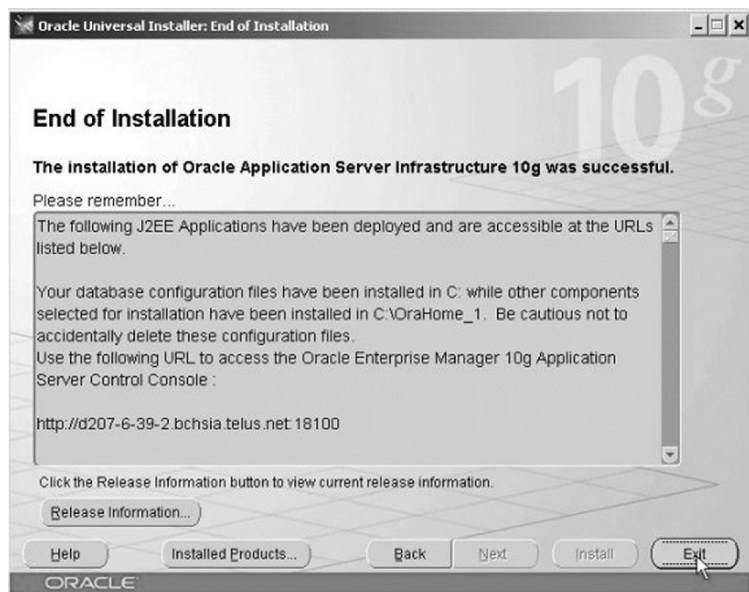 Oracle Universal Installer: End of Installation
10g
End of Installation
The installation of Oracle Application Server Infrastructure 10g was successful.
Please remember...
The following J2EE Applications have been deployed and are accessible at the URLs
listed below.
Your database configuration files have been installed in C: while other components
selected for installation have been installed in C:\OraHome_1. Be cautious not to
accidentally delete these configuration files.
Use the following URL to access the Oracle Enterprise Manager 10g Application
Server Control Console :
http://d207-6-39-2.bchsia.telus.net:18100
Click the Release Information button to view current release information.
Release Information...
Help Installed Products... Back Next Install Exit
ORACLE